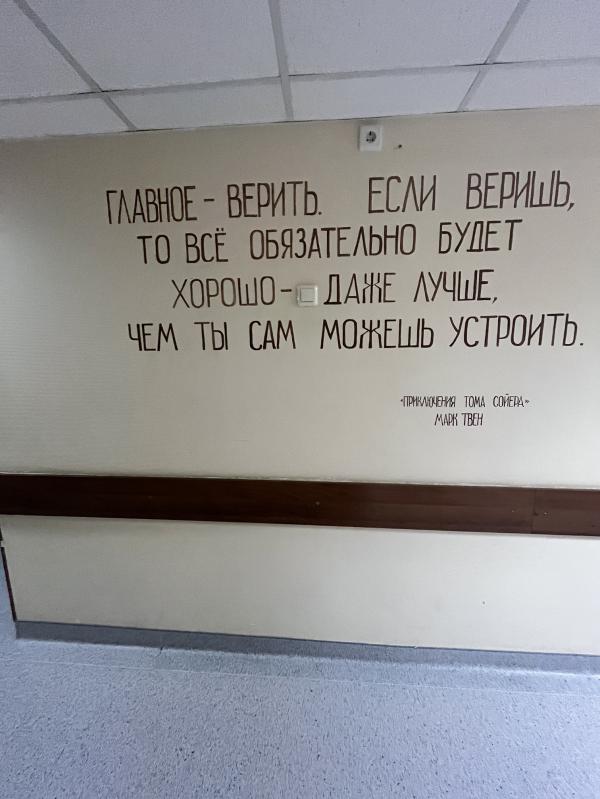 ГЛАВНОЕ - ВЕРИТЬ. ЕСЛИ ВЕРИШЬ,
ТО ВСЁ ОБЯЗАТЕЛЬНО БУДЕТ
ХОРОШО - ДАЖЕ ЛУЧШЕ,
ЧЕМ ТЫ САМ МОЖЕШЬ УСТРОИТЬ.
«ПРИКЛЮЧЕНИЯ ТОМА СОЙЕРА»
МАРК ТВЕН